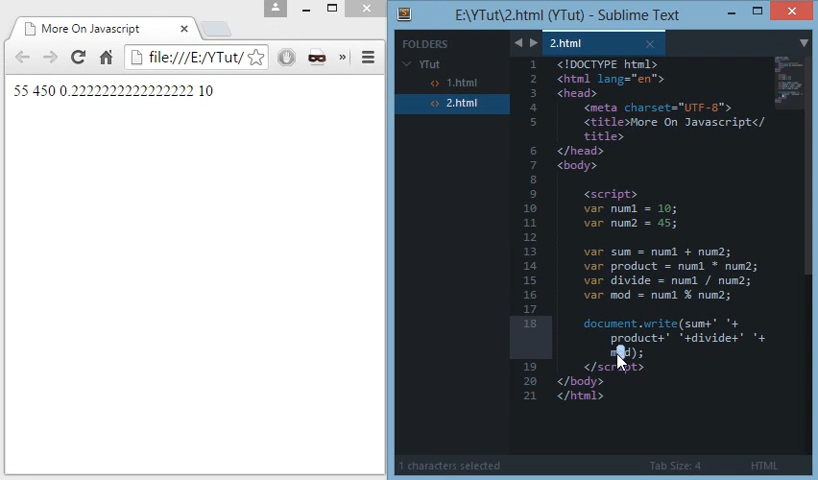 More On Javascript
file:///E:/YTut/
55 450 0.2222222222222222 10
E:\YTut\2.html (YTut) - Sublime Text
FOLDERS
YTut
1.html
2.html
2.html
1 <!DOCTYPE html>
2 <html lang="en">
3 <head>
4 <meta charset="UTF-8">
5 <title>More On Javascript</
title>
6 </head>
7 <body>
8
9 <script>
10 var num1 = 10;
11 var num2 = 45;
12
13 var sum = num1 + num2;
14 var product = num1 * num2;
15 var divide = num1 / num2;
16 var mod = num1 % num2;
17
18 document.write(sum+' '+
product+' '+divide+' '+
mod);
19 </script>
20 </body>
21 </html>
1 characters selected
Tab Size: 4
HTML